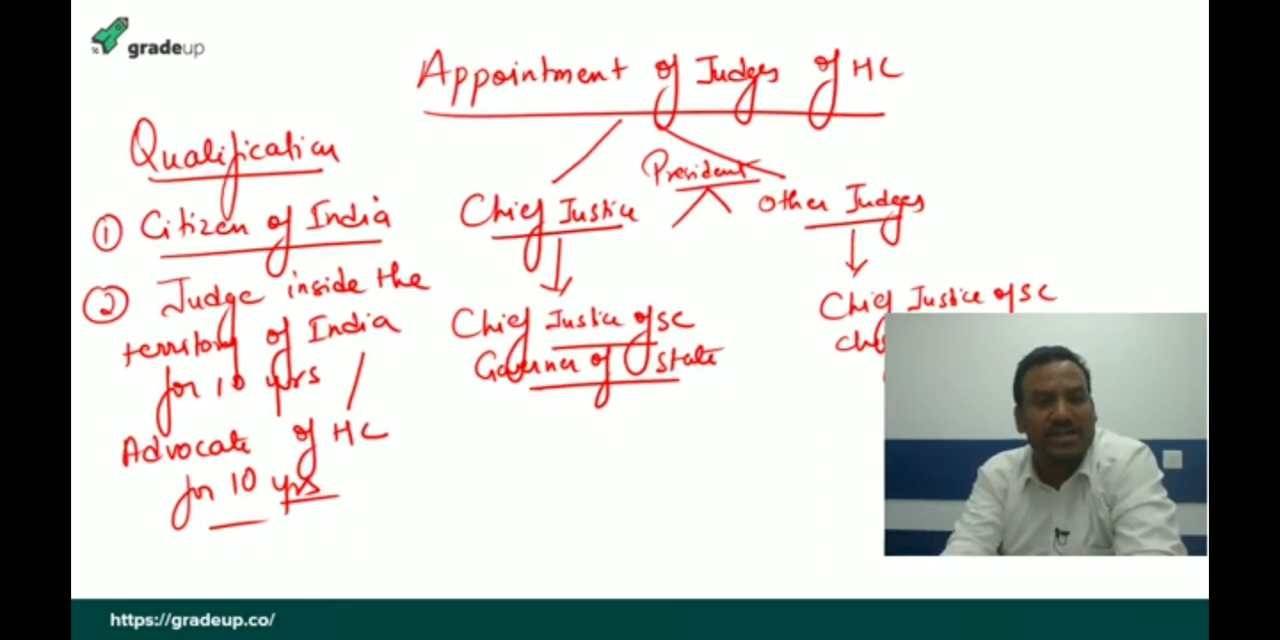 gradeup
Appointment of Judges of HC
Qualification
① Citizen of India
② Judge inside the
territory of India
for 10 yrs
Advocate of HC
for 10 yrs
President
Chief Justice
Chief Justice of SC
Governer of State
Other Judges
Chief Justice of SC
https://gradeup.co/